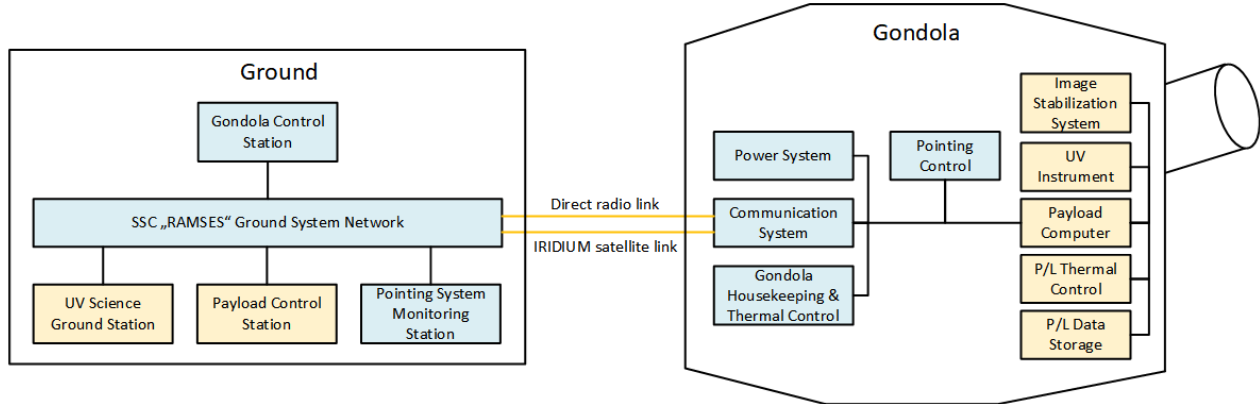 Ground
Gondola Control
Station
SSC „RAMSES“ Ground System Network
UV Science
Ground Station
Payload Control
Station
Pointing System
Monitoring
Station
Direct radio link
IRIDIUM satellite link
Gondola
Power System
Communication
System
Gondola
Housekeeping &
Thermal Control
Pointing
Control
Image
Stabilization
System
UV
Instrument
Payload
Computer
P/L Thermal
Control
P/L Data
Storage